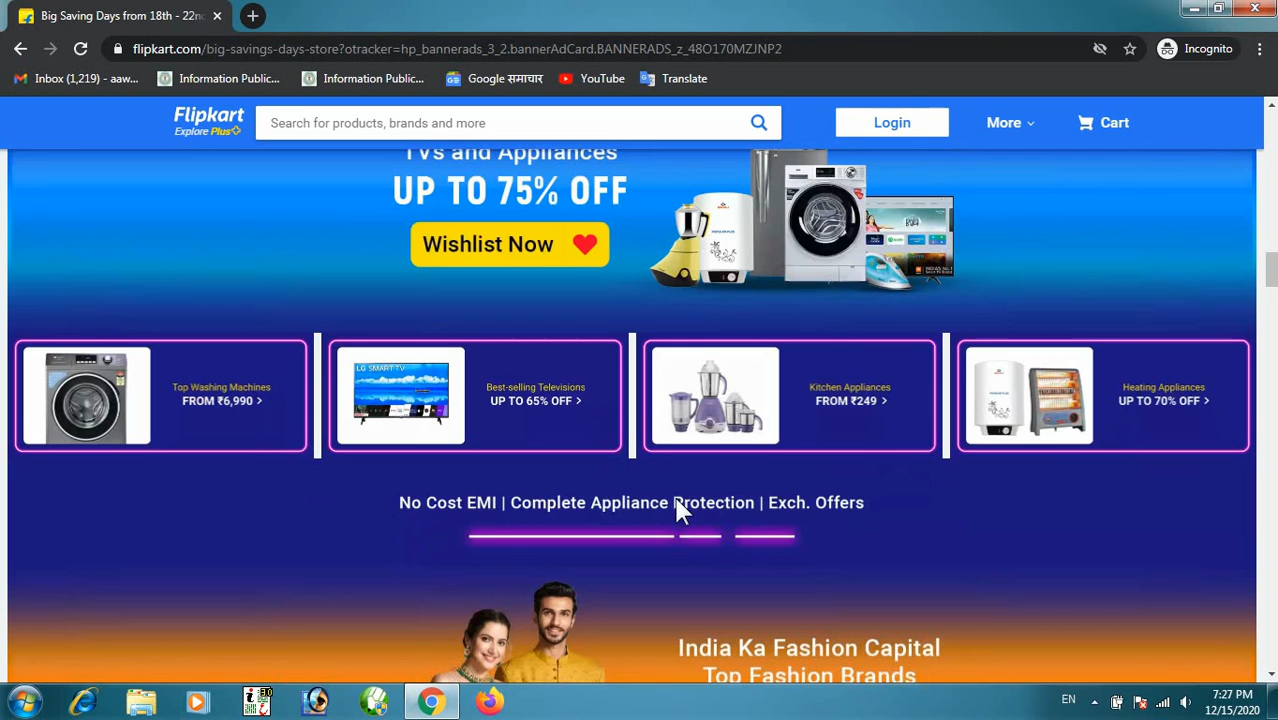 Big Saving Days from 18th - 22nd
flipkart.com/big-savings-days-store?otracker=hp_bannerads_3_2.bannerAdCard.BANNERADS_z_48O170MZJNP2
Incognito
Inbox (1,219) - aaw...
Information Public...
Information Public...
Google समाचार
YouTube
Translate
Flipkart
Explore Plus
Search for products, brands and more
Login
More
Cart
TVs and Appliances
UP TO 75% OFF
Wishlist Now
Top Washing Machines
FROM ₹6,990 >
LG SMART TV
Best-selling Televisions
UP TO 65% OFF >
Kitchen Appliances
FROM ₹249 >
Heating Appliances
UP TO 70% OFF >
No Cost EMI | Complete Appliance Protection | Exch. Offers
India Ka Fashion Capital
Top Fashion Brands
EN
7:27 PM
12/15/2020